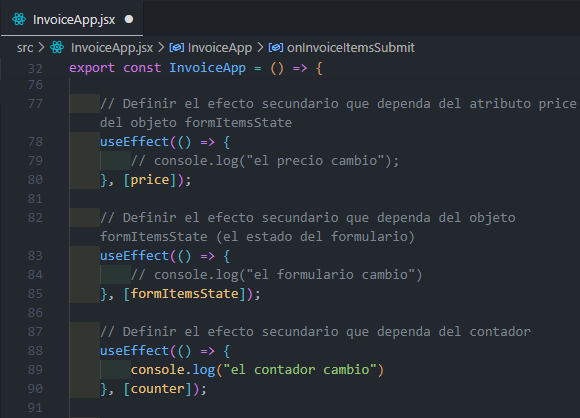 InvoiceApp.jsx
src > InvoiceApp.jsx > InvoiceApp > onInvoiceItemsSubmit
32 export const InvoiceApp = () => {
76
77 // Definir el efecto secundario que dependa del atributo price
del objeto formItemsState
78 useEffect(() => {
79 // console.log("el precio cambio");
80 }, [price]);
81
82 // Definir el efecto secundario que dependa del objeto
formItemsState (el estado del formulario)
83 useEffect(() => {
84 // console.log("el formulario cambio")
85 }, [formItemsState]);
86
87 // Definir el efecto secundario que dependa del contador
88 useEffect(() => {
89 console.log("el contador cambio")
90 }, [counter]);
91